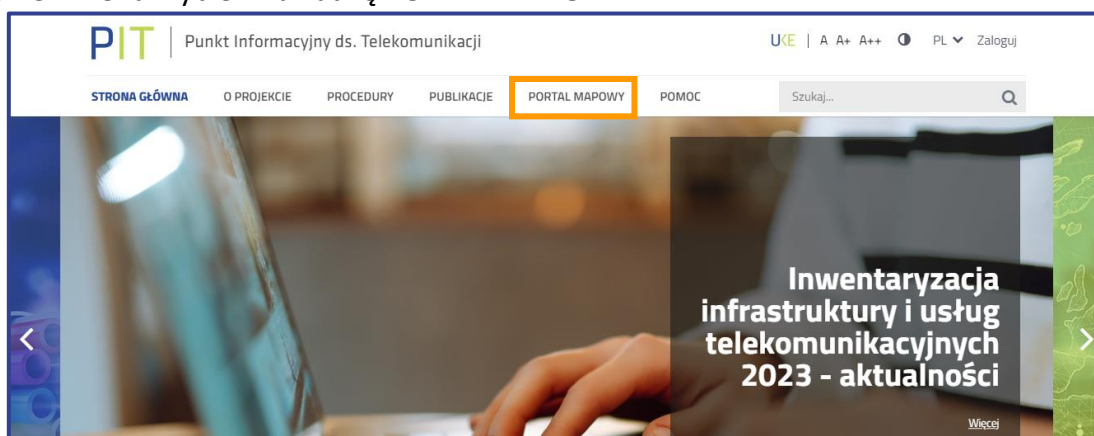 PIT | Punkt Informacyjny ds. Telekomunikacji
UKE | A A+ A++ PL Zaloguj
STRONA GŁÓWNA O PROJEKCIE PROCEDURY PUBLIKACJE PORTAL MAPOWY POMOC Szukaj...
Inwentaryzacja
infrastruktury i usług
telekomunikacyjnych
2023 - aktualności
Więcej